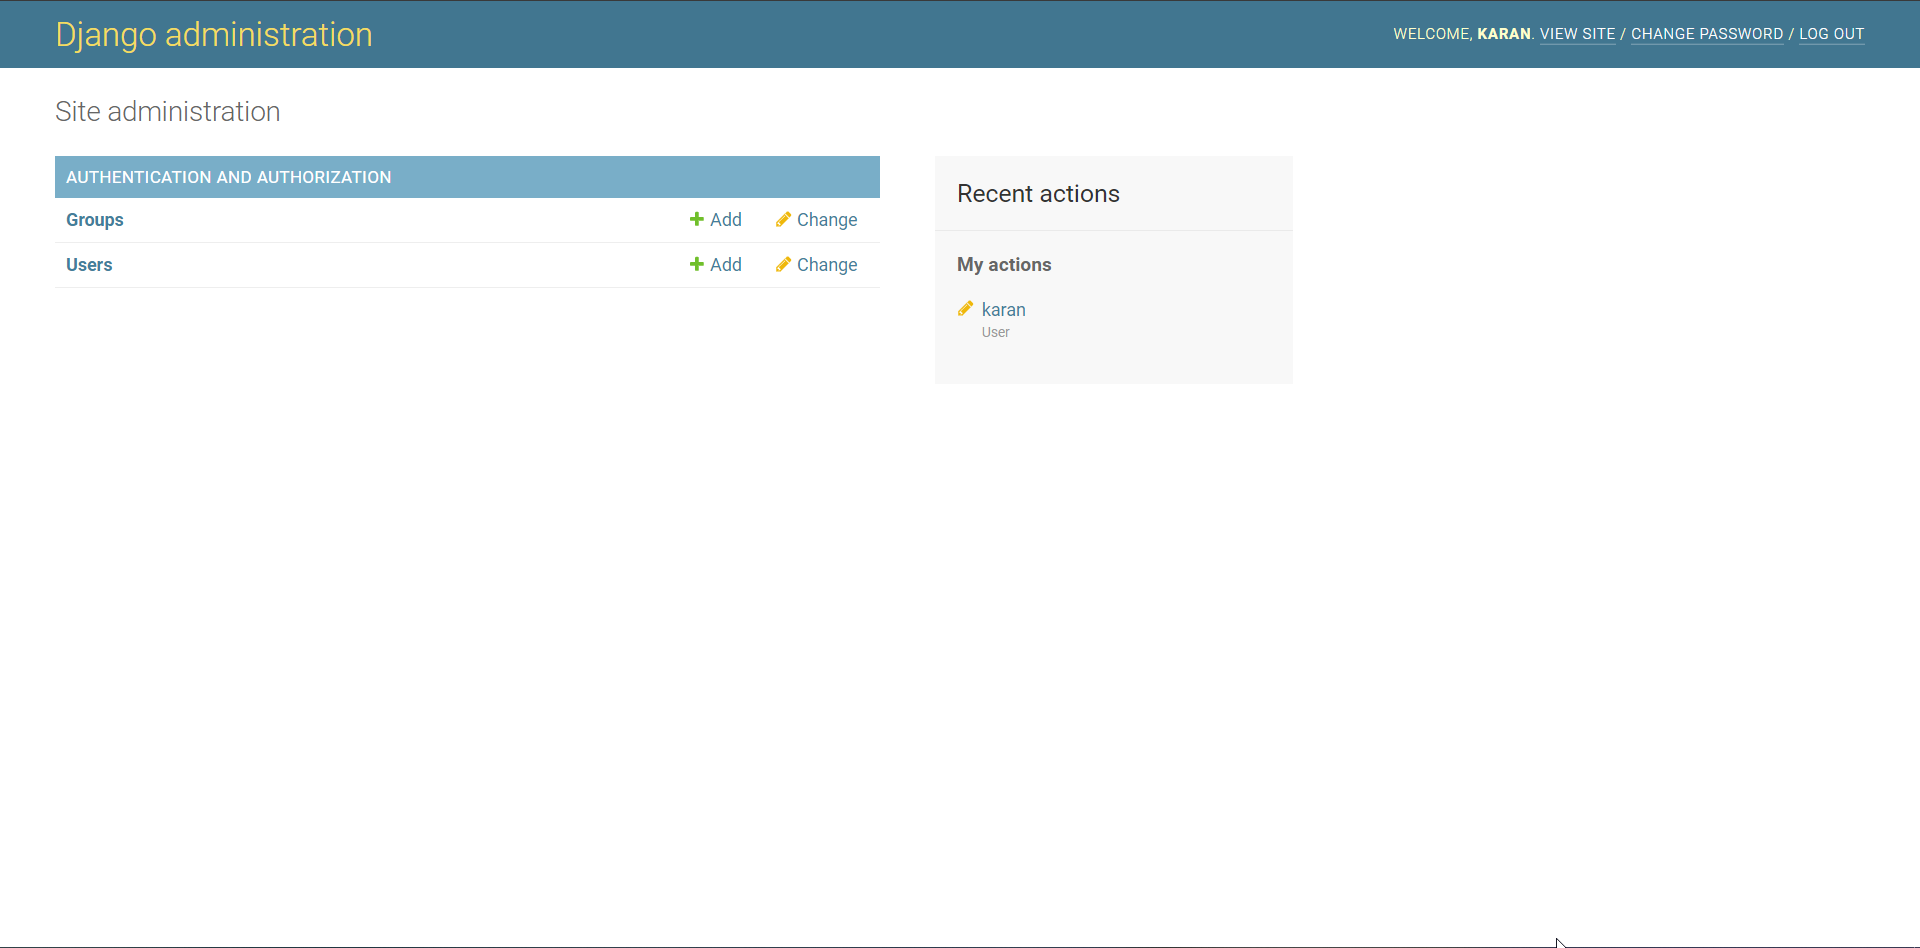 Django administration
WELCOME, KARAN. VIEW SITE / CHANGE PASSWORD / LOG OUT
Site administration
AUTHENTICATION AND AUTHORIZATION
Groups Add Change
Users Add Change
Recent actions
My actions
karan
User